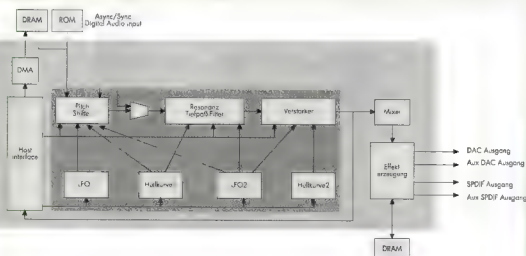 DRAM
ROM
Async/Sync
Digital Audio Input
DMA
Pitch
Shifter
Resonanz
Tiefpaß-Filter
Verstärker
Mixer
Host
interface
DAC Ausgang
Aux DAC Ausgang
Effekt
erzeugung
SPDIF Ausgang
Aux SPDIF Ausgang
LFO
Hüllkurve
LFO2
Hüllkurve2
DRAM